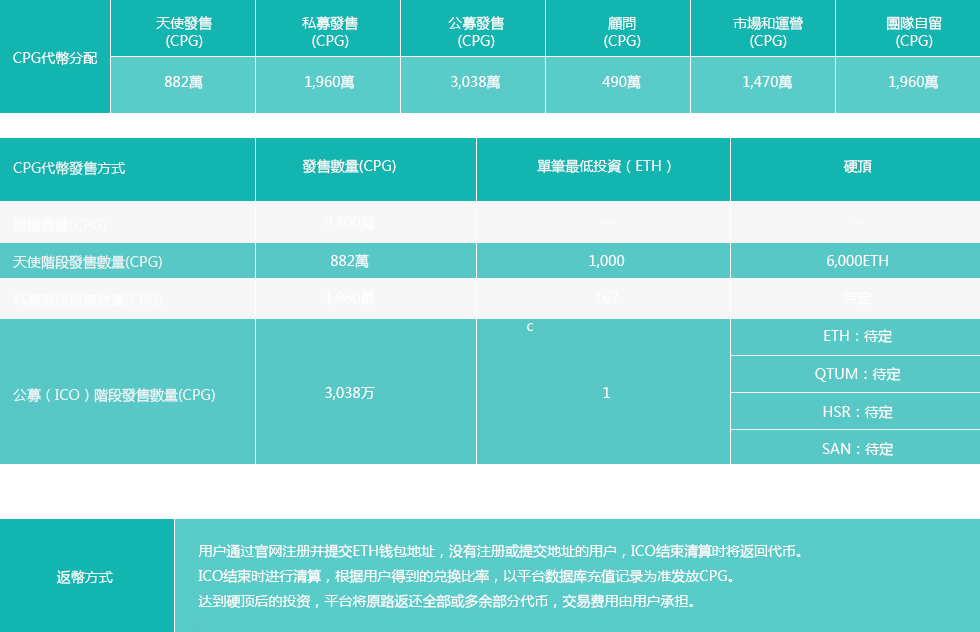 CPG代幣分配
天使發售
(CPG)
私募發售
(CPG)
公募發售
(CPG)
顧問
(CPG)
市場和運營
(CPG)
團隊自留
(CPG)
882萬
1,960萬
3,038萬
490萬
1,470萬
1,960萬
CPG代幣發售方式
發售數量(CPG)
單筆最低投資(ETH)
硬頂
發週重量(CPG)
9,800萬
--
--
天使階段發售數量(CPG)
882萬
1,000
6,000ETH
私募階段發售數量(CPG)
1,960萬
167
待定
c
公募(ICO)階段發售數量(CPG)
3,038万
1
ETH：待定
QTUM：待定
HSR：待定
SAN：待定
返幣方式
用户通过官网注册并提交ETH钱包地址，没有注册或提交地址的用户，ICO结束清算时将返回代币。
ICO结束时进行清算，根据用户得到的兑换比率，以平台数据库充值记录为准发放CPG。
达到硬顶后的投资，平台将原路返还全部或多余部分代币，交易费用由用户承担。